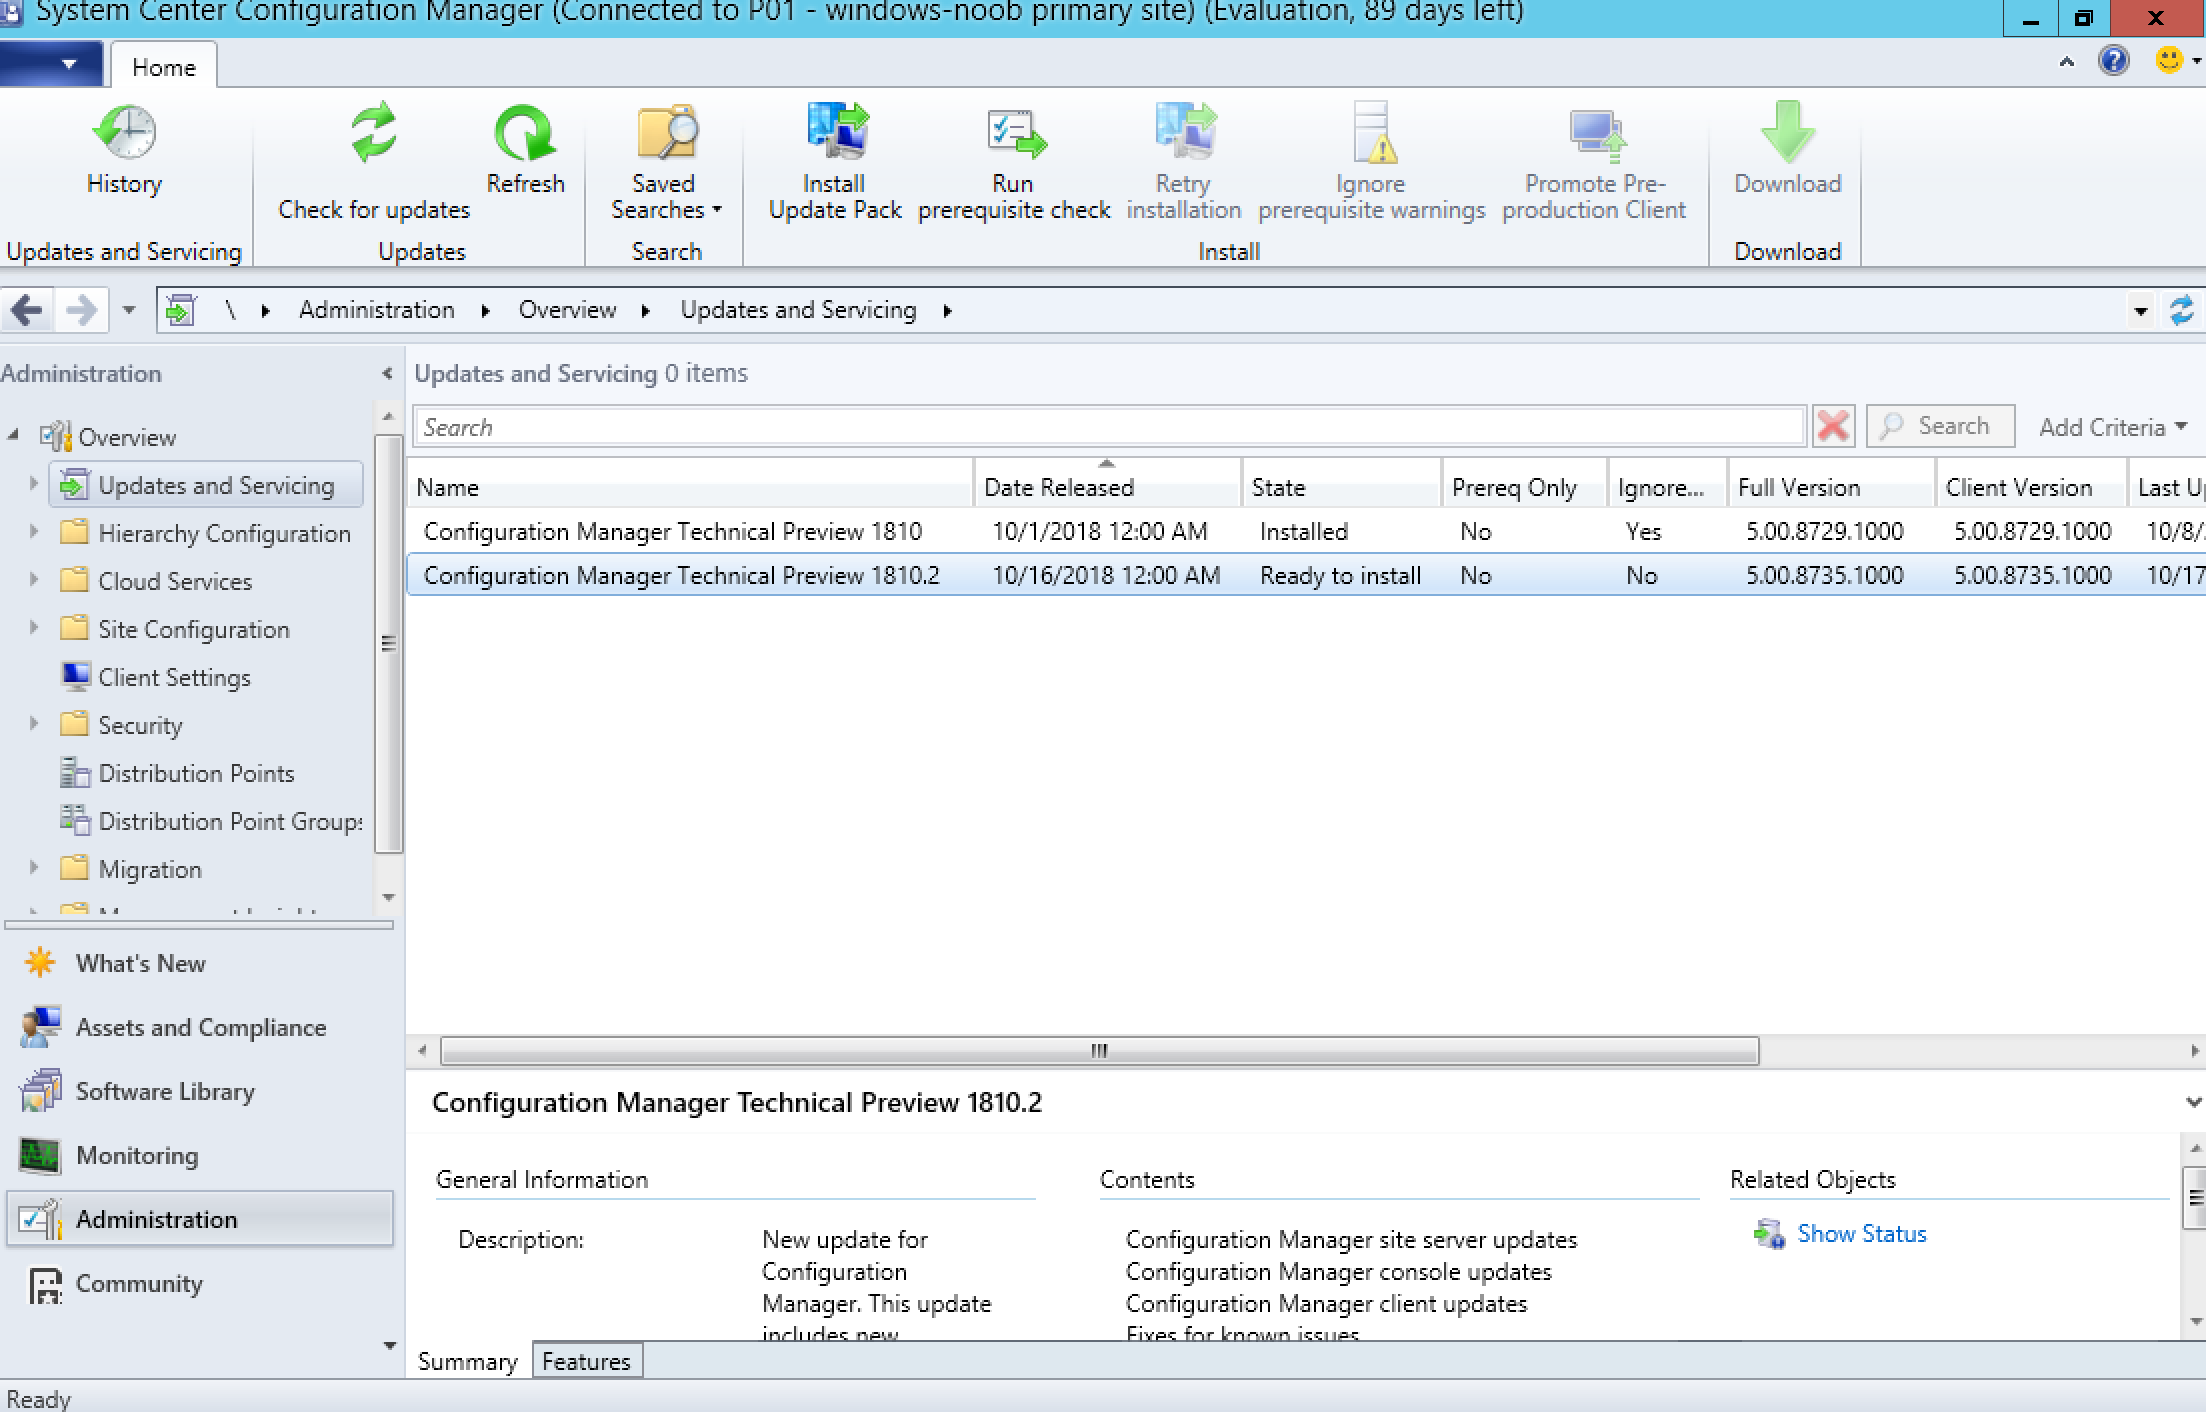 System Center Configuration Manager (Connected to P01 - windows-noob primary site) (Evaluation, 89 days left)
Home
History
Check for updates
Refresh
Saved
Searches
Install
Update Pack
Run
prerequisite check
Retry
installation
Ignore
prerequisite warnings
Promote Pre-
production Client
Download
Updates and Servicing
Updates
Search
Install
Download
\ Administration Overview Updates and Servicing
Administration
Overview
Updates and Servicing
Hierarchy Configuration
Cloud Services
Site Configuration
Client Settings
Security
Distribution Points
Distribution Point Groups
Migration
What's New
Assets and Compliance
Software Library
Monitoring
Administration
Community
Updates and Servicing 0 items
Search
Search
Add Criteria
Name Date Released State Prereq Only Ignore... Full Version Client Version Last
Configuration Manager Technical Preview 1810 10/1/2018 12:00 AM Installed No Yes 5.00.8729.1000 5.00.8729.1000 10/8/
Configuration Manager Technical Preview 1810.2 10/16/2018 12:00 AM Ready to install No No 5.00.8735.1000 5.00.8735.1000 10/17
Configuration Manager Technical Preview 1810.2
General Information
Description:
New update for
Configuration
Manager. This update
includes new
Contents
Configuration Manager site server updates
Configuration Manager console updates
Configuration Manager client updates
Fixes for known issues
Related Objects
Show Status
Summary
Features
Ready